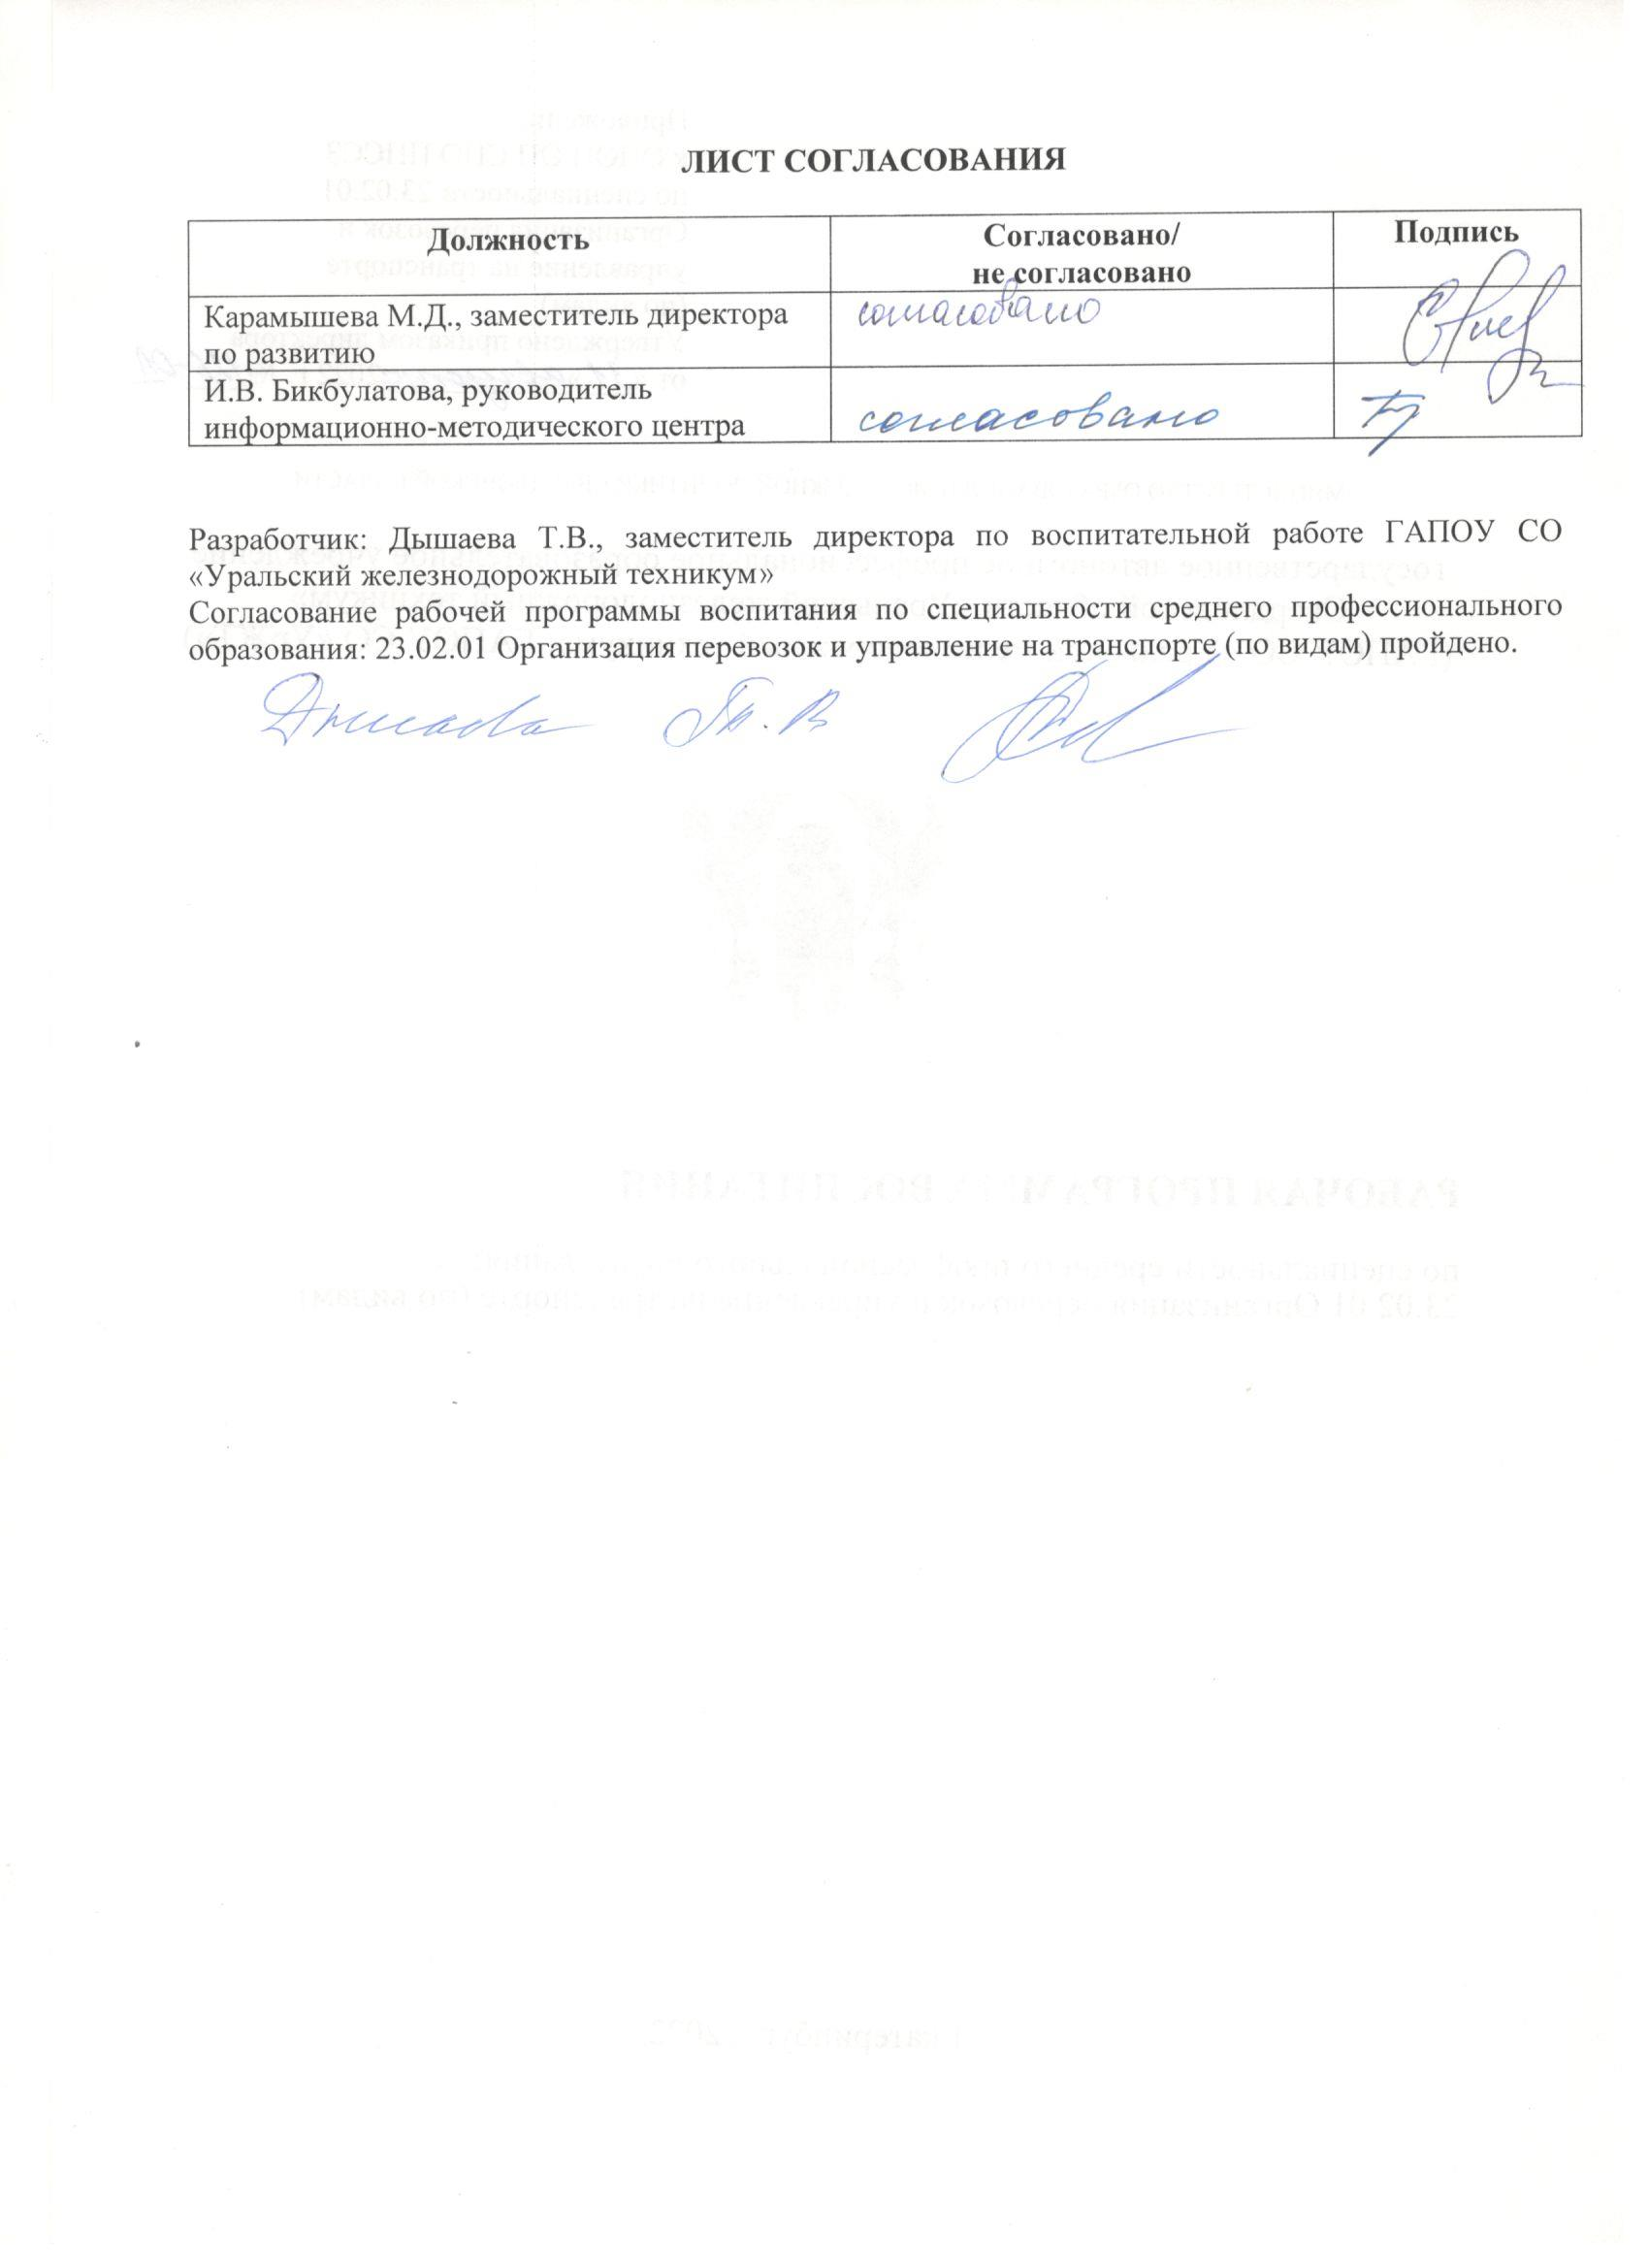 ЛИСТ СОГЛАСОВАНИЯ
Должность
Согласовано/
не согласовано
Подпись
Карамышева М.Д., заместитель директора
по развитию
согласовано
И.В. Бикбулатова, руководитель
информационно-методического центра
согласовано
Разработчик: Дышаева Т.В., заместитель директора по воспитательной работе ГАПОУ СО
«Уральский железнодорожный техникум»
Согласование рабочей программы воспитания по специальности среднего профессионального
образования: 23.02.01 Организация перевозок и управление на транспорте (по видам) пройдено.
Дышаева Т.В